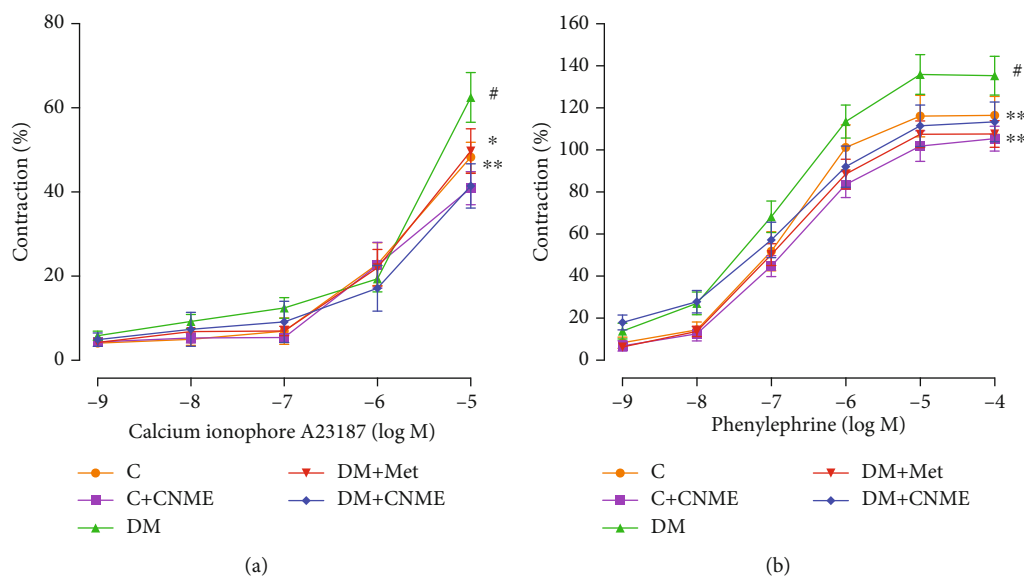 80
60
40
20
0
Contraction (%)
#
*
**
–9 –8 –7 –6 –5
Calcium ionophore A23187 (log M)
C DM+Met
C+CNME DM+CNME
DM
(a)
160
140
120
100
80
60
40
20
0
Contraction (%)
#
**
**
–9 –8 –7 –6 –5 –4
Phenylephrine (log M)
C DM+Met
C+CNME DM+CNME
DM
(b)